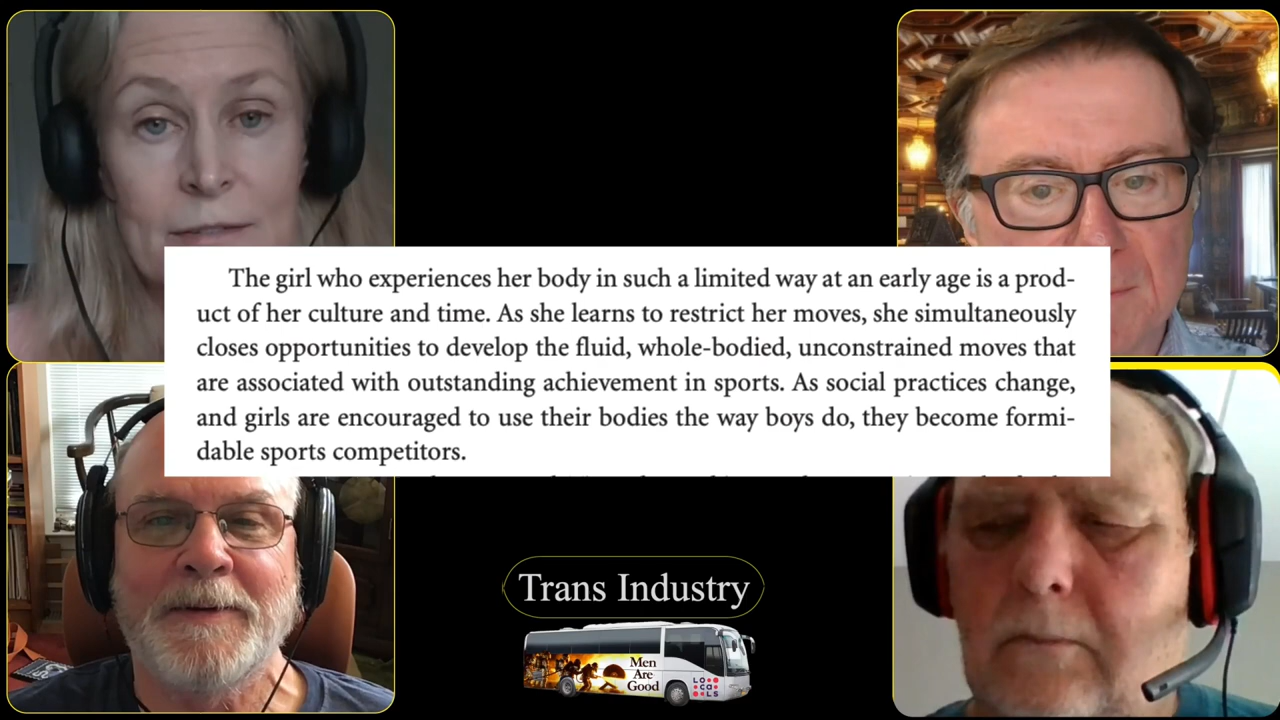 The girl who experiences her body in such a limited way at an early age is a prod-
uct of her culture and time. As she learns to restrict her moves, she simultaneously
closes opportunities to develop the fluid, whole-bodied, unconstrained moves that
are associated with outstanding achievement in sports. As social practices change,
and girls are encouraged to use their bodies the way boys do, they become formi-
dable sports competitors.
Trans Industry
Men
Are
Good
LO
CA
LS